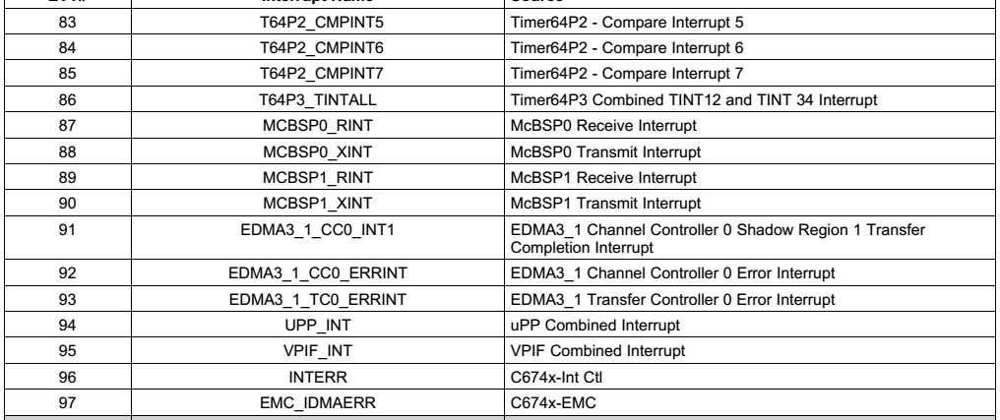 EVT# Interrupt Name Source
83 T64P2_CMPINT5 Timer64P2 - Compare Interrupt 5
84 T64P2_CMPINT6 Timer64P2 - Compare Interrupt 6
85 T64P2_CMPINT7 Timer64P2 - Compare Interrupt 7
86 T64P3_TINTALL Timer64P3 Combined TINT12 and TINT 34 Interrupt
87 MCBSP0_RINT McBSP0 Receive Interrupt
88 MCBSP0_XINT McBSP0 Transmit Interrupt
89 MCBSP1_RINT McBSP1 Receive Interrupt
90 MCBSP1_XINT McBSP1 Transmit Interrupt
91 EDMA3_1_CC0_INT1 EDMA3_1 Channel Controller 0 Shadow Region 1 Transfer
Completion Interrupt
92 EDMA3_1_CC0_ERRINT EDMA3_1 Channel Controller 0 Error Interrupt
93 EDMA3_1_TC0_ERRINT EDMA3_1 Transfer Controller 0 Error Interrupt
94 UPP_INT uPP Combined Interrupt
95 VPIF_INT VPIF Combined Interrupt
96 INTERR C674x-Int Ctl
97 EMC_IDMAERR C674x-EMC